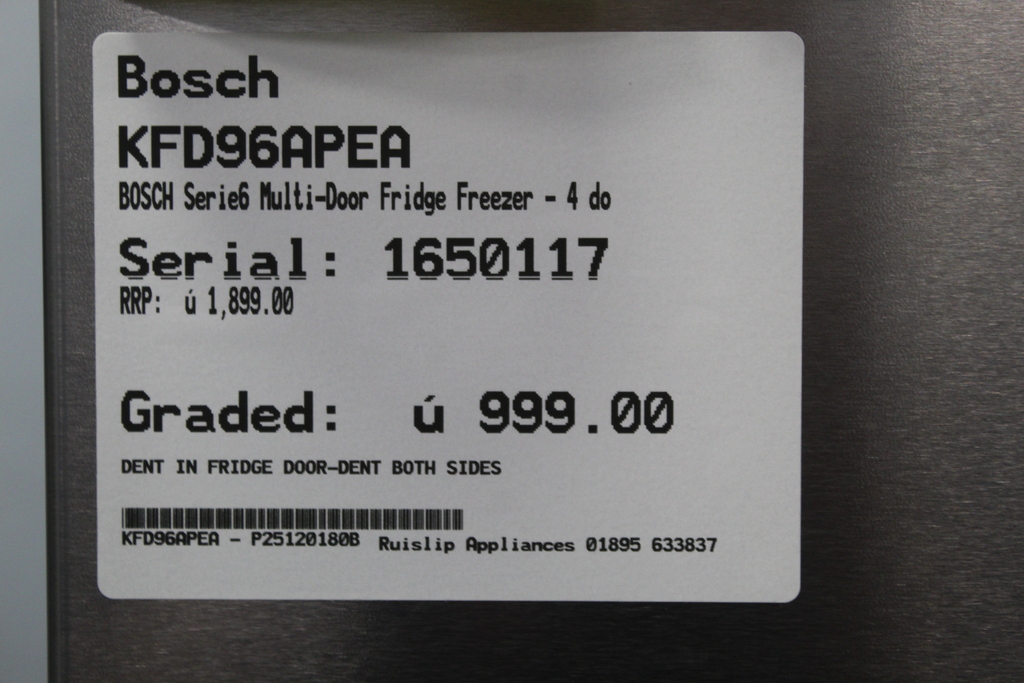 Bosch
KFD96APEA
BOSCH Serie6 Multi-Door Fridge Freezer - 4 do
Serial: 1650117
RRP: ú 1,899.00
Graded: ú 999.00
DENT IN FRIDGE DOOR-DENT BOTH SIDES
KFD96APEA - P25120180B Ruislip Appliances 01895 633837